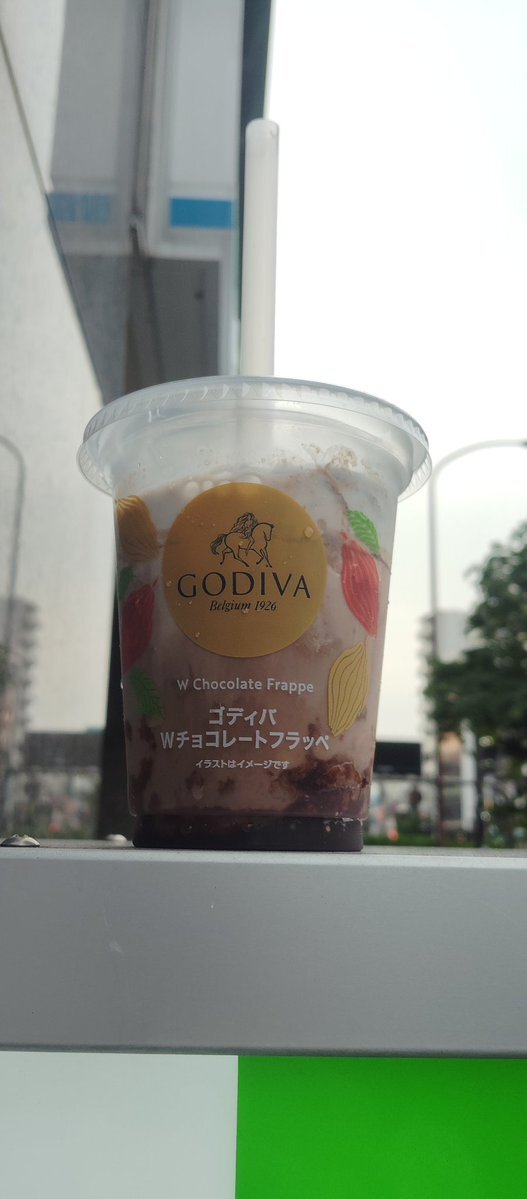 GODIVA
Belgium 1926
W Chocolate Frappe
ゴディバ
Wチョコレートフラッペ
イラストはイメージです